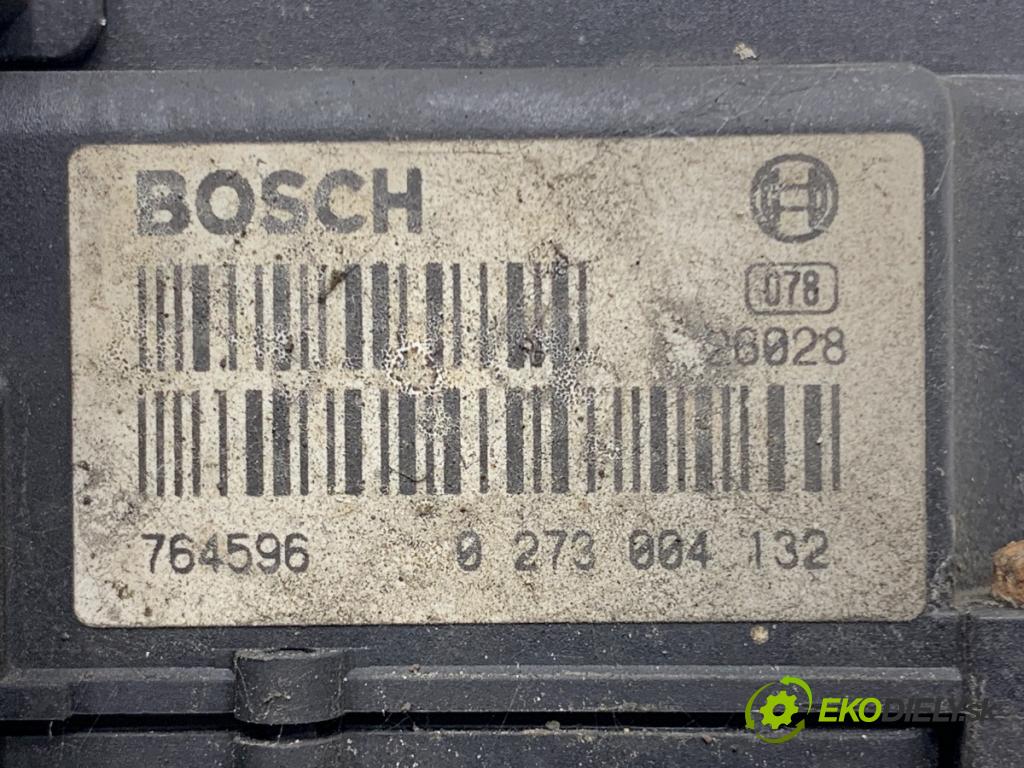 BOSCH
078
26028
764596 0 273 004 132
EKODIELY.sk